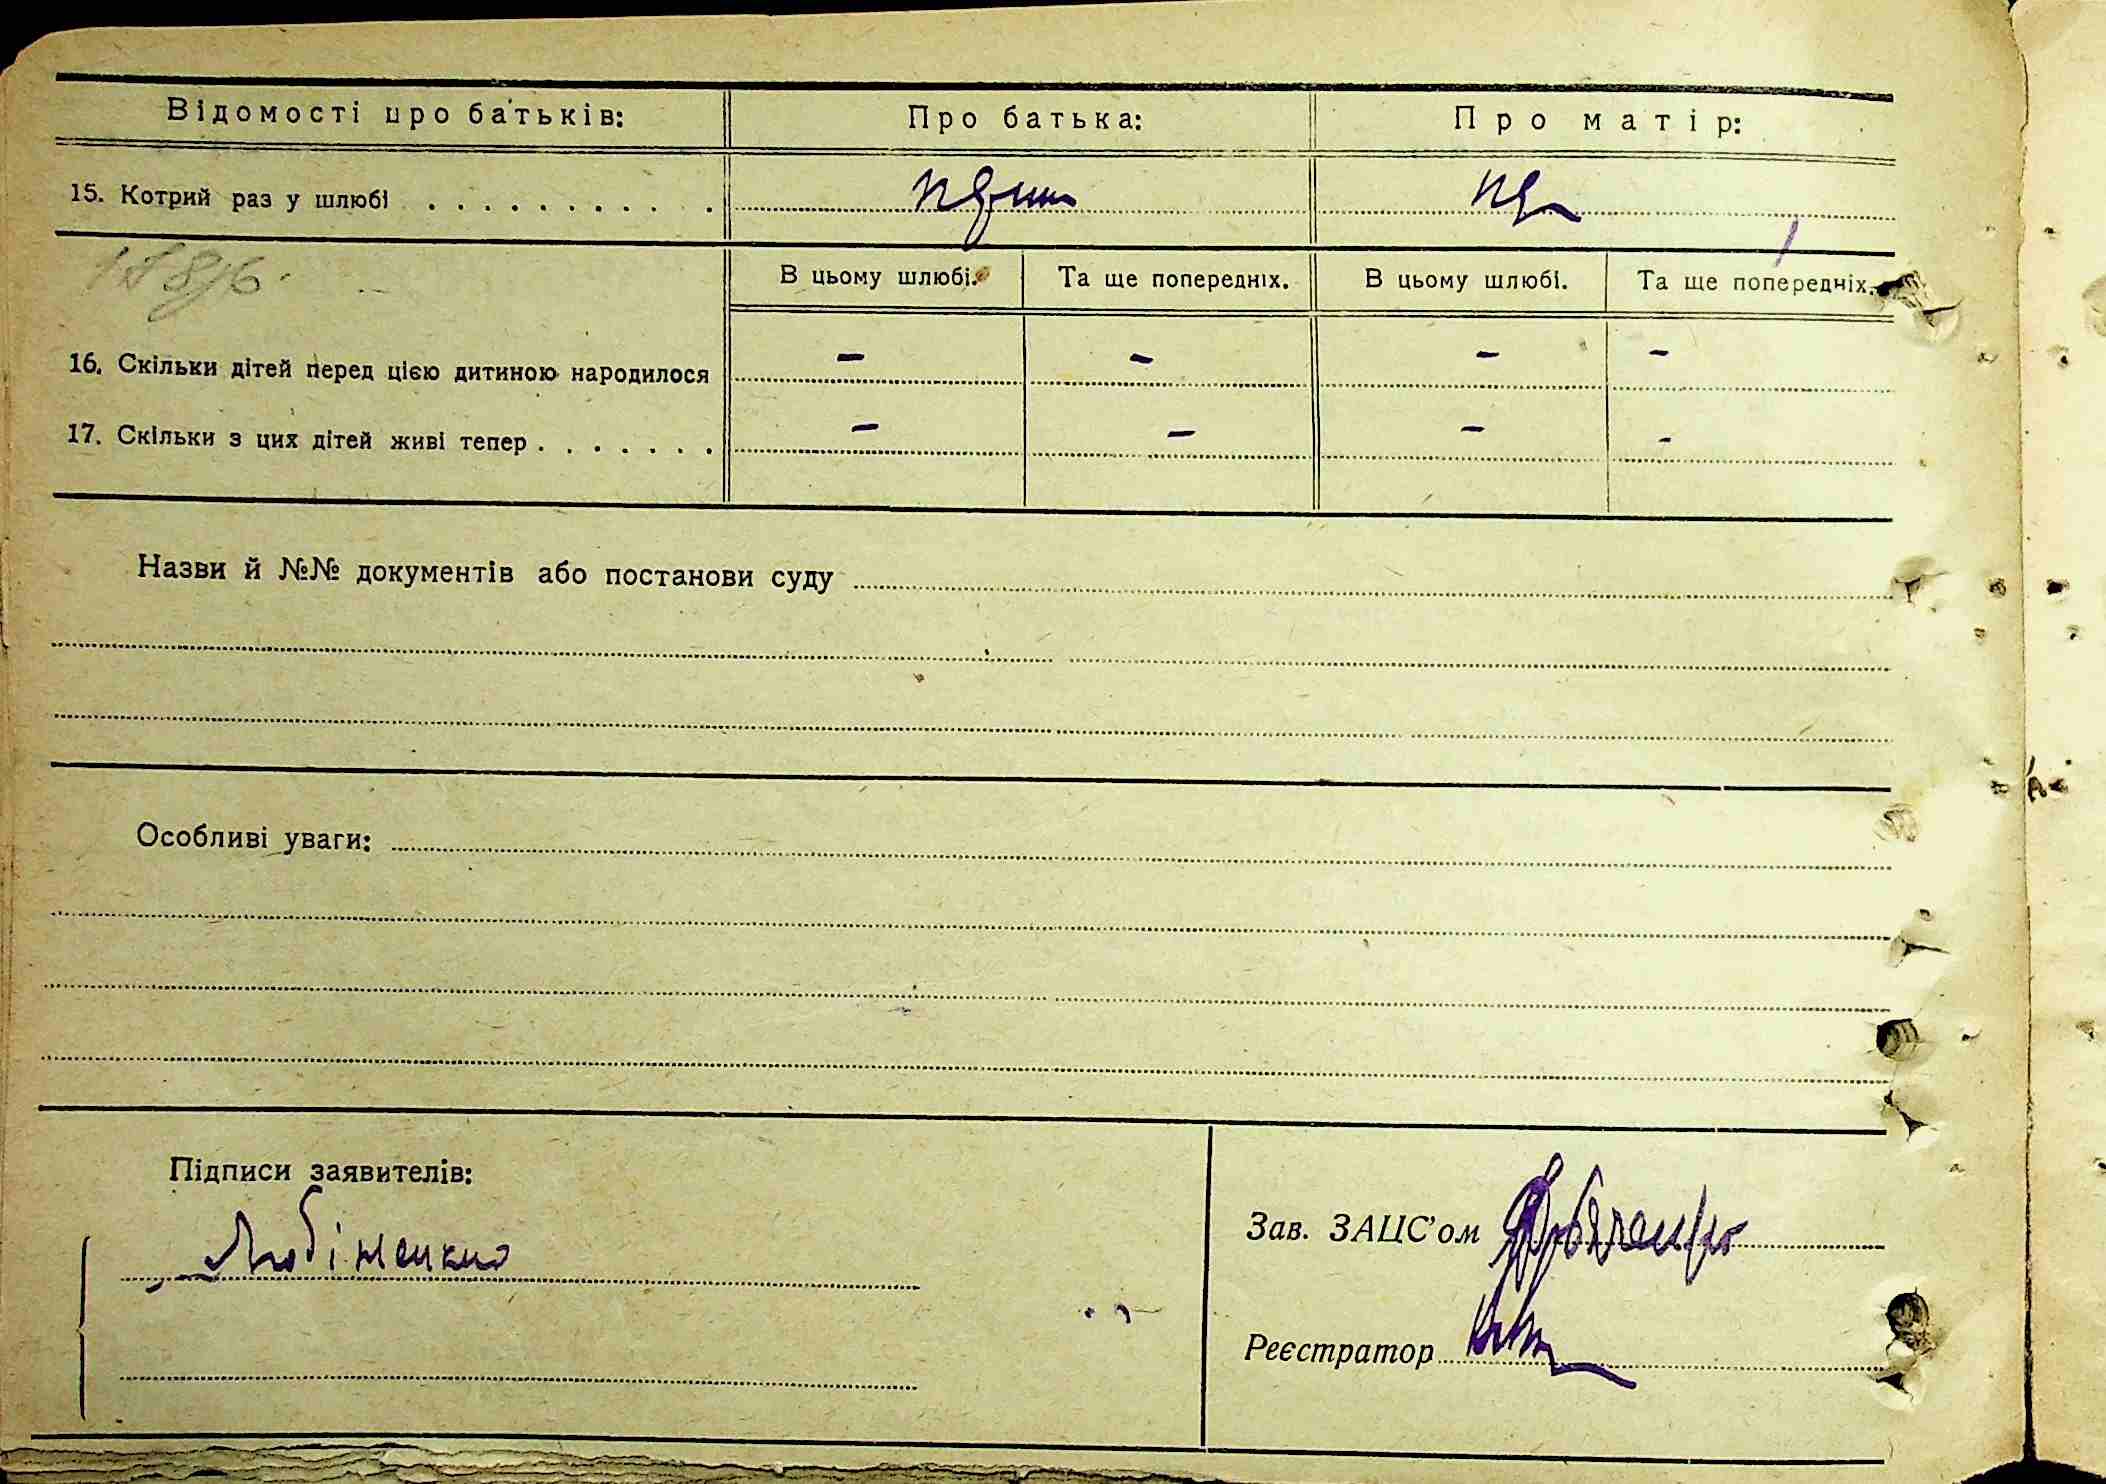 Відомості про батьків: Про батька: Про матір:
15. Котрий раз у шлюбі . . . . . . . . . . .
В цьому шлюбі. Та ще попередніх. В цьому шлюбі. Та ще попередніх.
16. Скільки дітей перед цією дитиною народилося – – – –
17. Скільки з цих дітей живі тепер . . . . . . . – – – –
Назви й №№ документів або постанови суду
Особливі уваги:
Підписи заявителів:
Зав. ЗАЦС'ом
Реєстратор